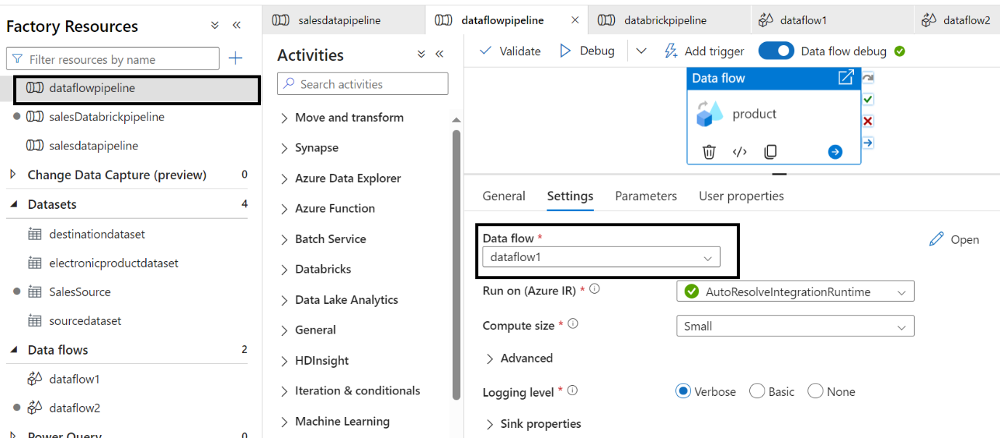 Factory Resources
Filter resources by name
dataflowpipeline
salesDatabrickpipeline
salesdatapipeline
Change Data Capture (preview) 0
Datasets 4
destinationdataset
electronicproductdataset
SalesSource
sourcedataset
Data flows 2
dataflow1
dataflow2
Power Query 0
salesdatapipeline
dataflowpipeline
databrickpipeline
dataflow1
dataflow2
Activities
Search activities
Move and transform
Synapse
Azure Data Explorer
Azure Function
Batch Service
Databricks
Data Lake Analytics
General
HDInsight
Iteration & conditionals
Machine Learning
Validate Debug Add trigger Data flow debug
Data flow
product
General Settings Parameters User properties
Data flow *
dataflow1
Open
Run on (Azure IR) * AutoResolveIntegrationRuntime
Compute size * Small
Advanced
Logging level * Verbose Basic None
Sink properties